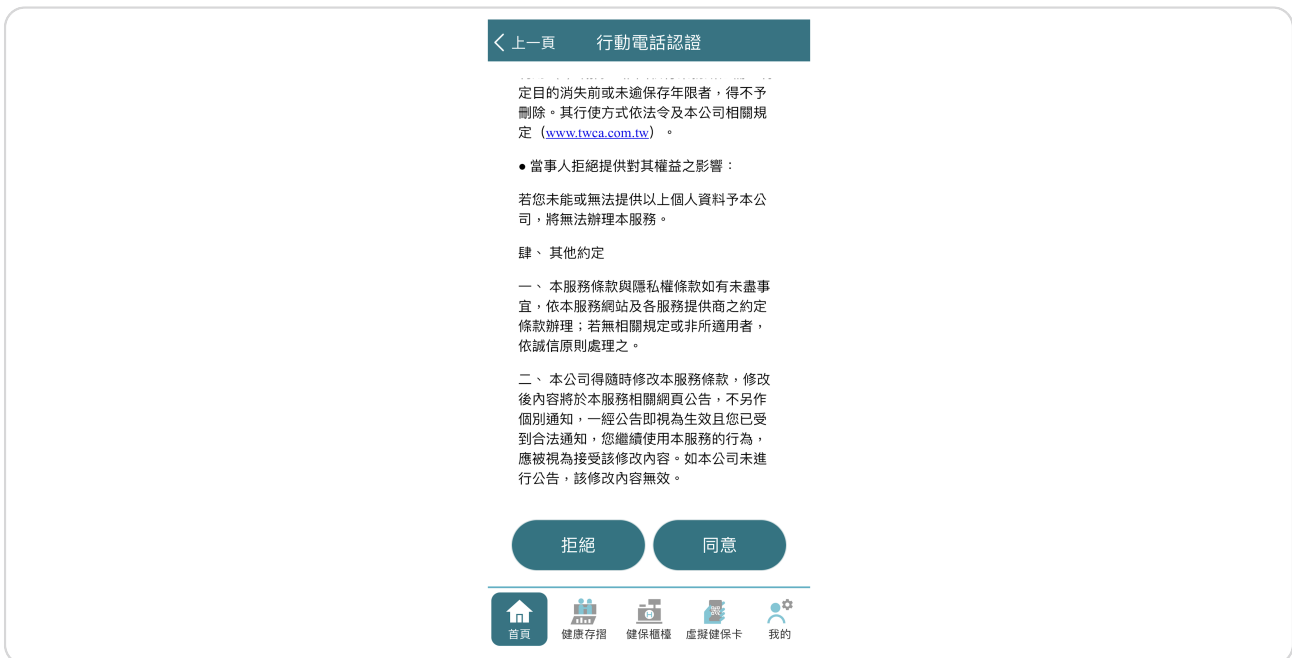 上一頁 行動電話認證
定目的消失前或未逾保存年限者，得不予
刪除。其行使方式依法令及本公司相關規
定（www.twca.com.tw）。
● 當事人拒絕提供對其權益之影響：
若您未能或無法提供以上個人資料予本公
司，將無法辦理本服務。
肆、 其他約定
一、 本服務條款與隱私權條款如有未盡事
宜，依本服務網站及各服務提供商之約定
條款辦理；若無相關規定或非所適用者，
依誠信原則處理之。
二、 本公司得隨時修改本服務條款，修改
後內容將於本服務相關網頁公告，不另作
個別通知，一經公告即視為生效且您已受
到合法通知，您繼續使用本服務的行為，
應被視為接受該修改內容。如本公司未進
行公告，該修改內容無效。
拒絕 同意
首頁 健康存摺 健保櫃檯 虛擬健保卡 我的